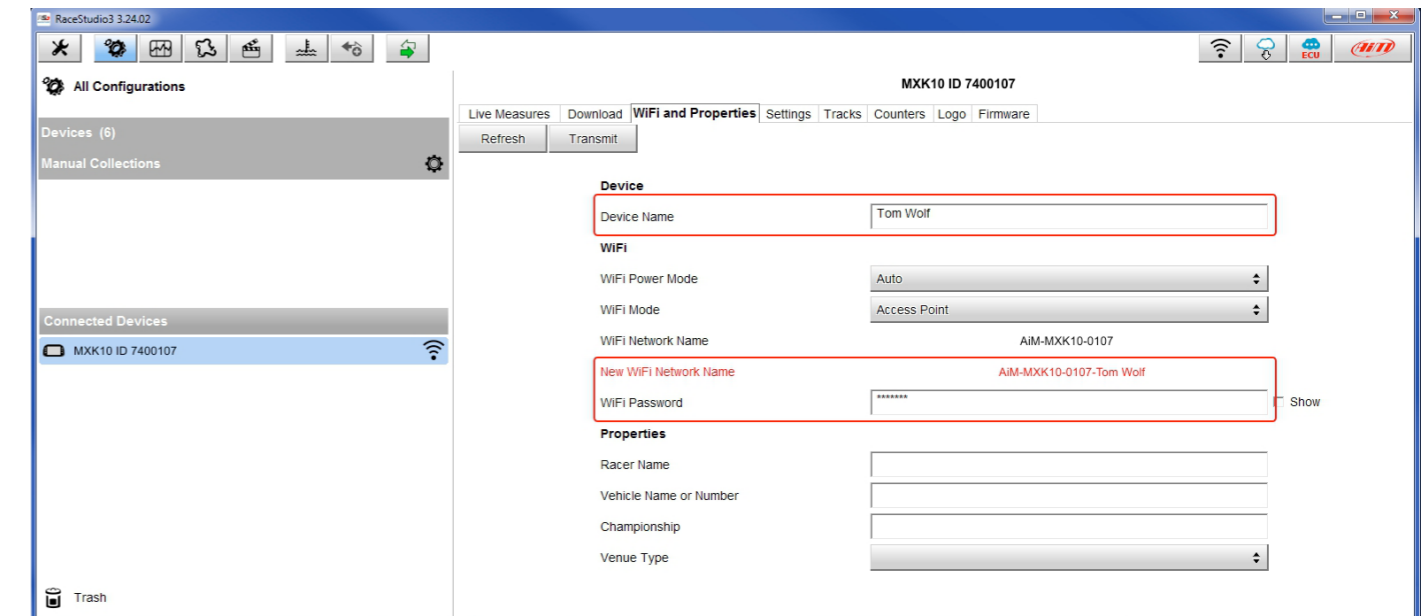 RaceStudio3 3.24.02
ECU
AiM
All Configurations
MXK10 ID 7400107
Live Measures Download WiFi and Properties Settings Tracks Counters Logo Firmware
Devices (6)
Refresh Transmit
Manual Collections
Device
Device Name Tom Wolf
WiFi
WiFi Power Mode Auto
WiFi Mode Access Point
Connected Devices
WiFi Network Name AiM-MXK10-0107
MXK10 ID 7400107
New WiFi Network Name AiM-MXK10-0107-Tom Wolf
WiFi Password ******* Show
Properties
Racer Name
Vehicle Name or Number
Championship
Venue Type
Trash